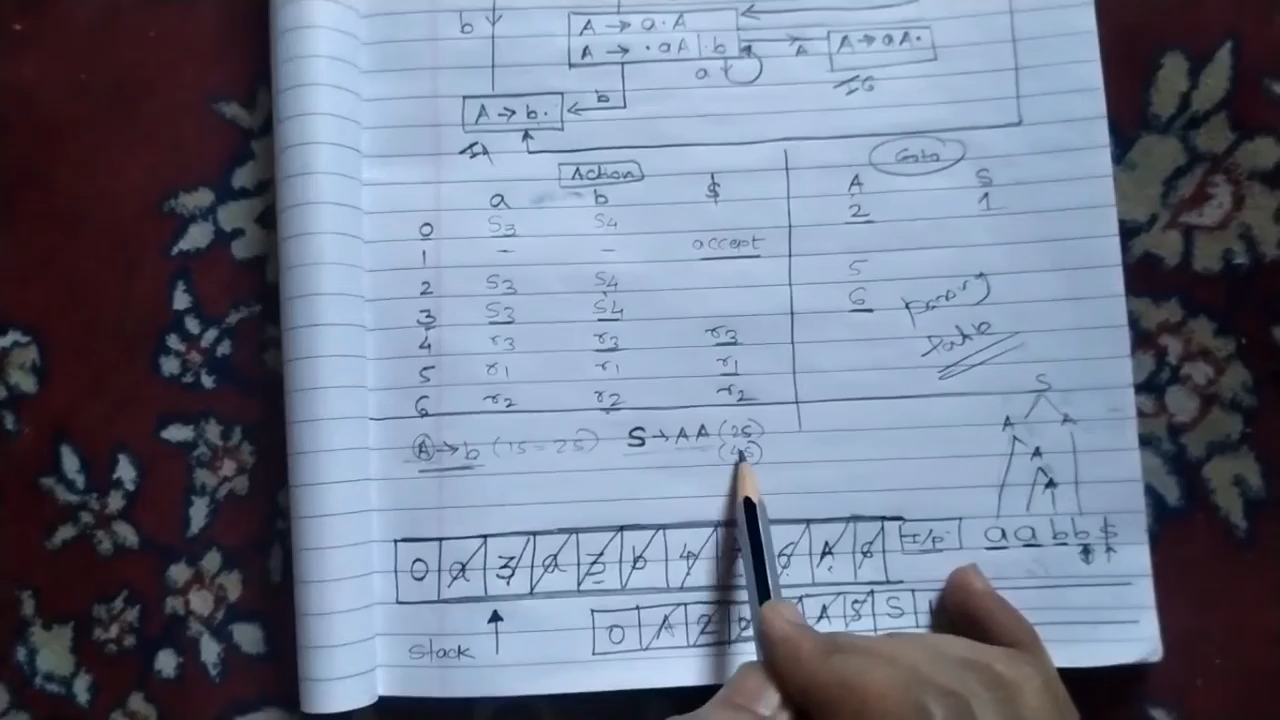 b
A → a·A
A → ·aA|·b
A
A → aA·
a
I6
b
A → b·
I4
Action
Goto
a b $ A S
0 S3 S4 2 1
1 - - accept
2 S3 S4 5
3 S3 S4 6
parsing
table
4 r3 r3 r3
5 r1 r1 r1
6 r2 r2 r2
S
A A
A
A
A→b (1S = 2S) S→AA (2S)
(4S)
0 a 3 a 3 b 4 6 A 6 I/p. a a b b $
Stack
0 A 2 b A 5 S